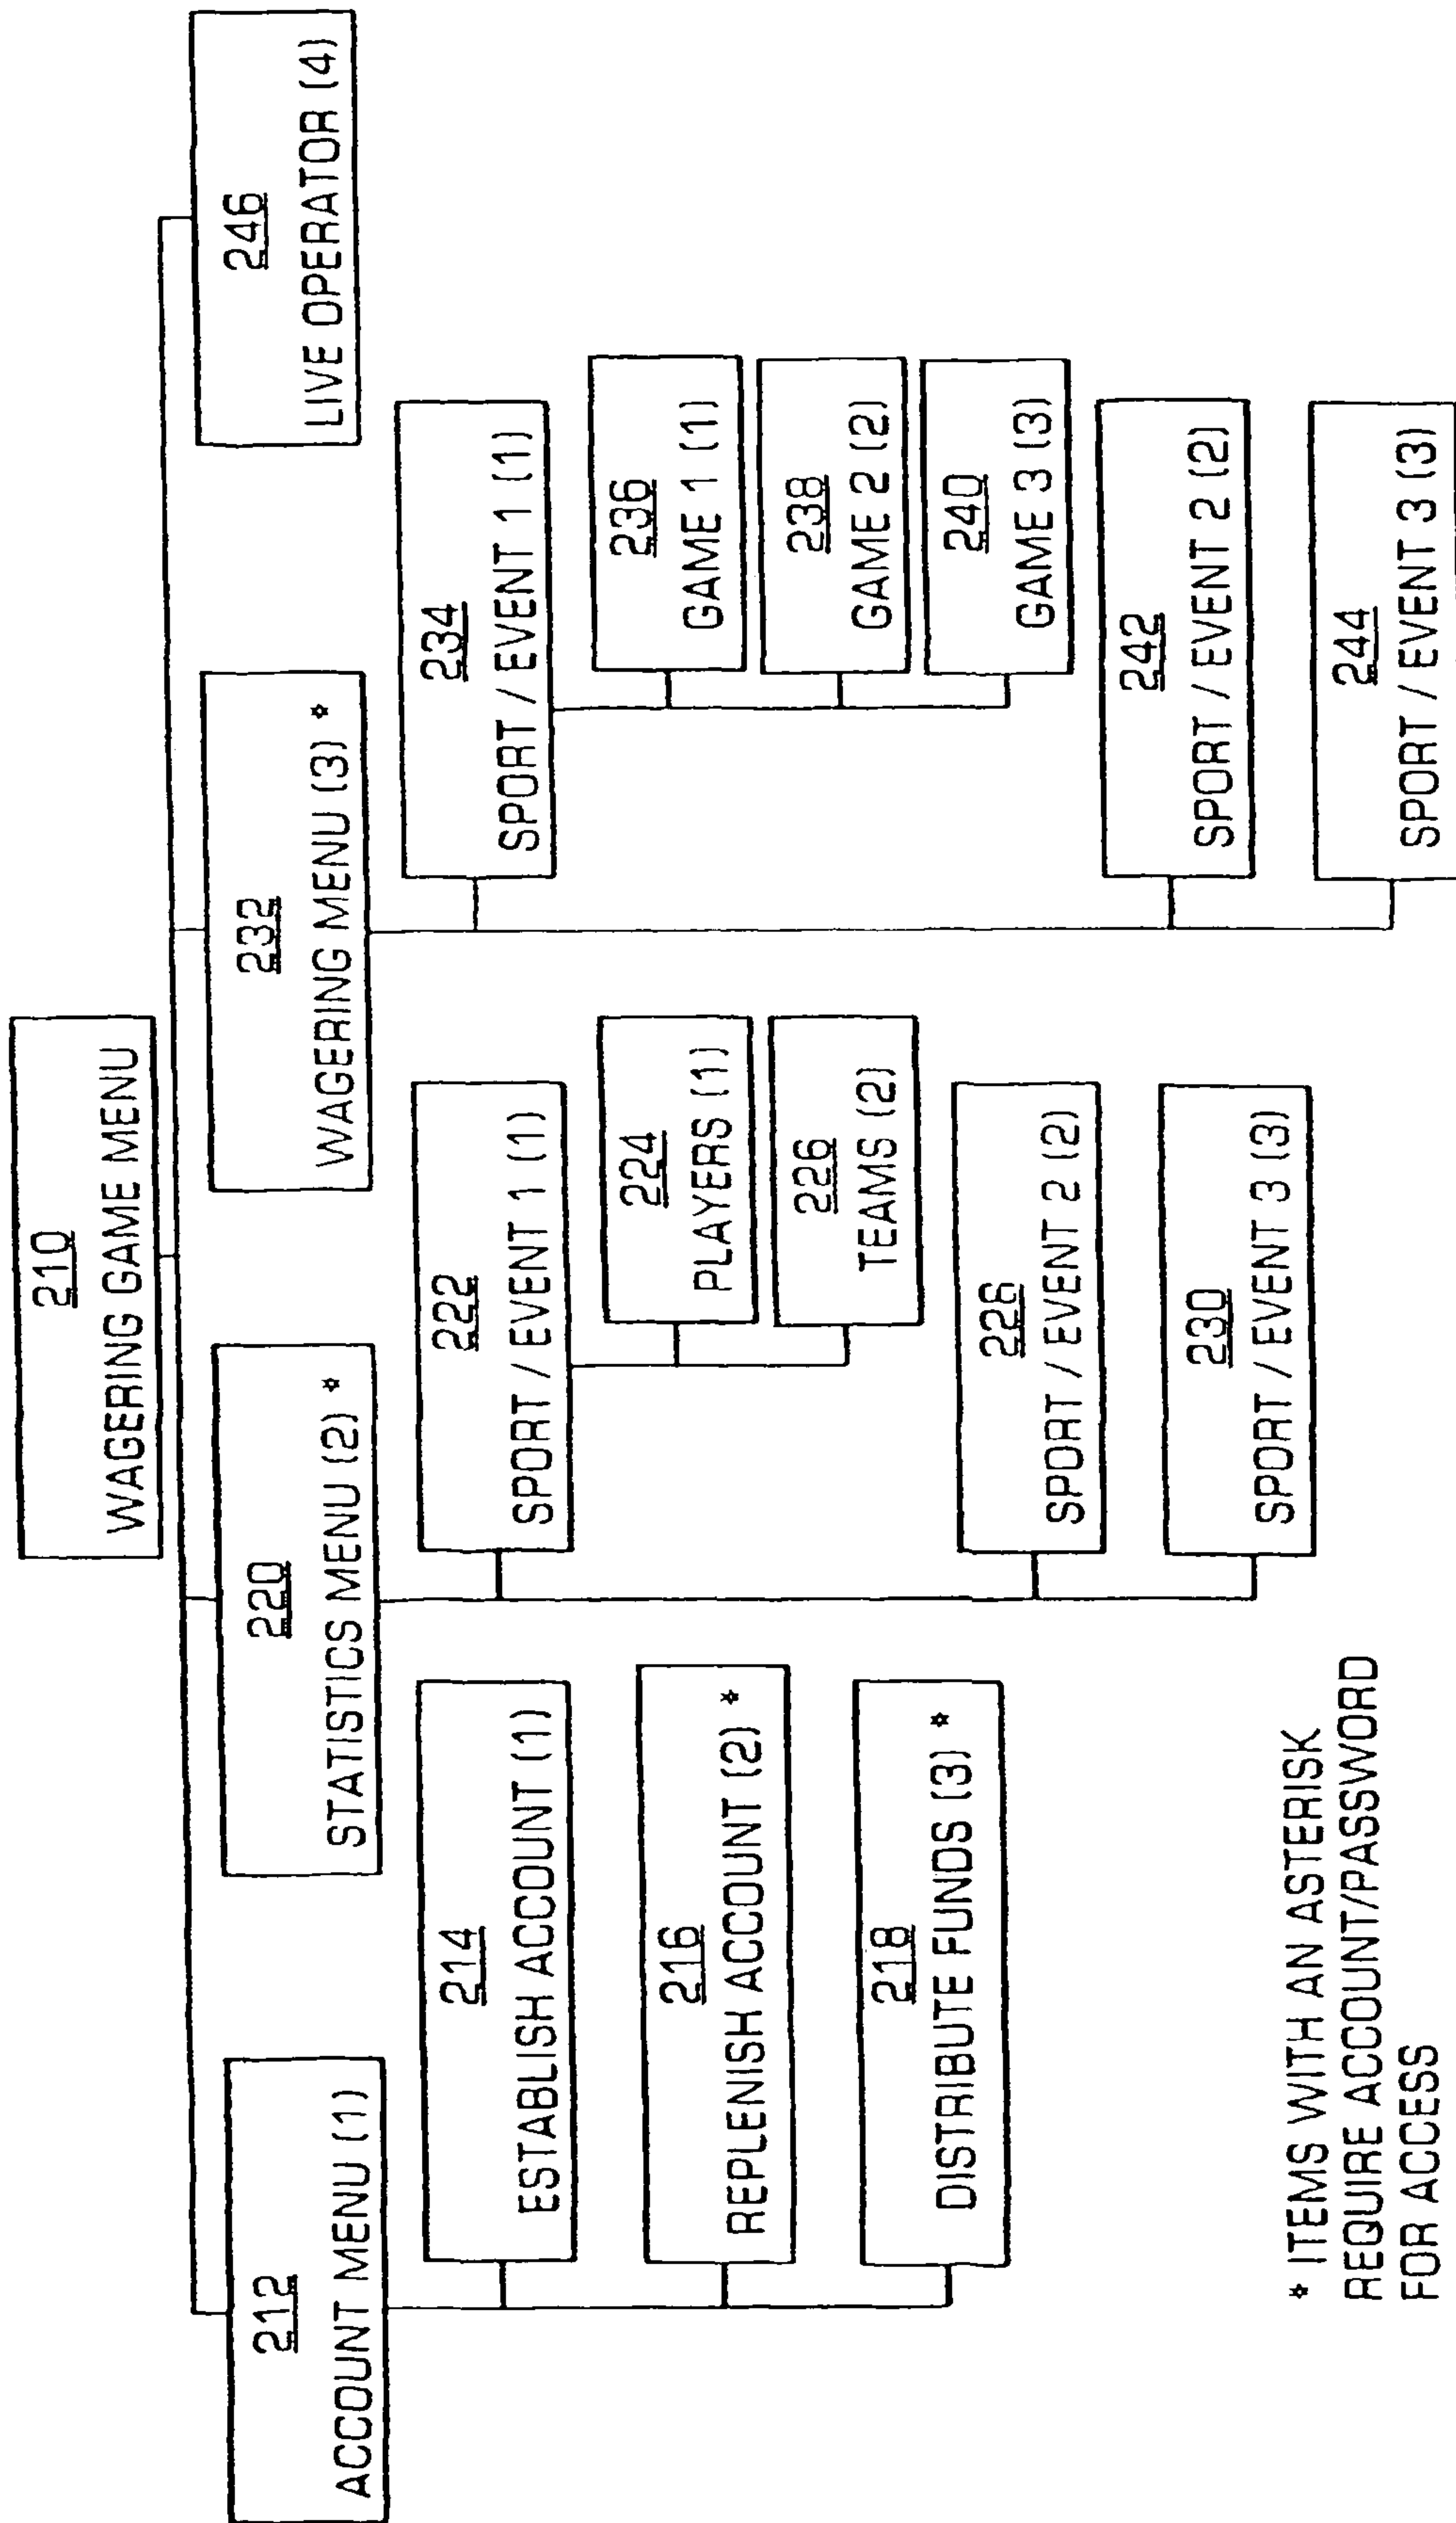 210
WAGERING GAME MENU
212
ACCOUNT MENU (1)
214
ESTABLISH ACCOUNT (1)
216
REPLENISH ACCOUNT (2) *
218
DISTRIBUTE FUNDS (3) *
220
STATISTICS MENU (2) *
222
SPORT / EVENT 1 (1)
224
PLAYERS (1)
226
TEAMS (2)
226
SPORT / EVENT 2 (2)
230
SPORT / EVENT 3 (3)
232
WAGERING MENU (3) *
234
SPORT / EVENT 1 (1)
236
GAME 1 (1)
238
GAME 2 (2)
240
GAME 3 (3)
242
SPORT / EVENT 2 (2)
244
SPORT / EVENT 3 (3)
246
LIVE OPERATOR (4)
* ITEMS WITH AN ASTERISK
REQUIRE ACCOUNT/PASSWORD
FOR ACCESS